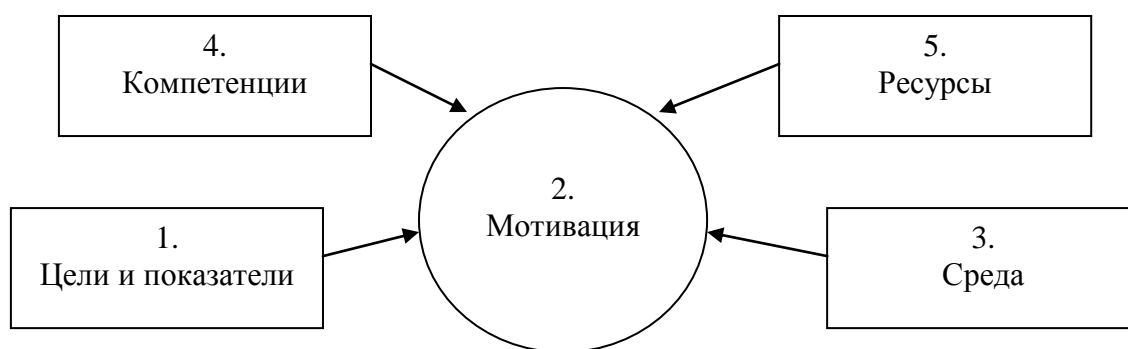 4.
Компетенции
5.
Ресурсы
2.
Мотивация
1.
Цели и показатели
3.
Среда